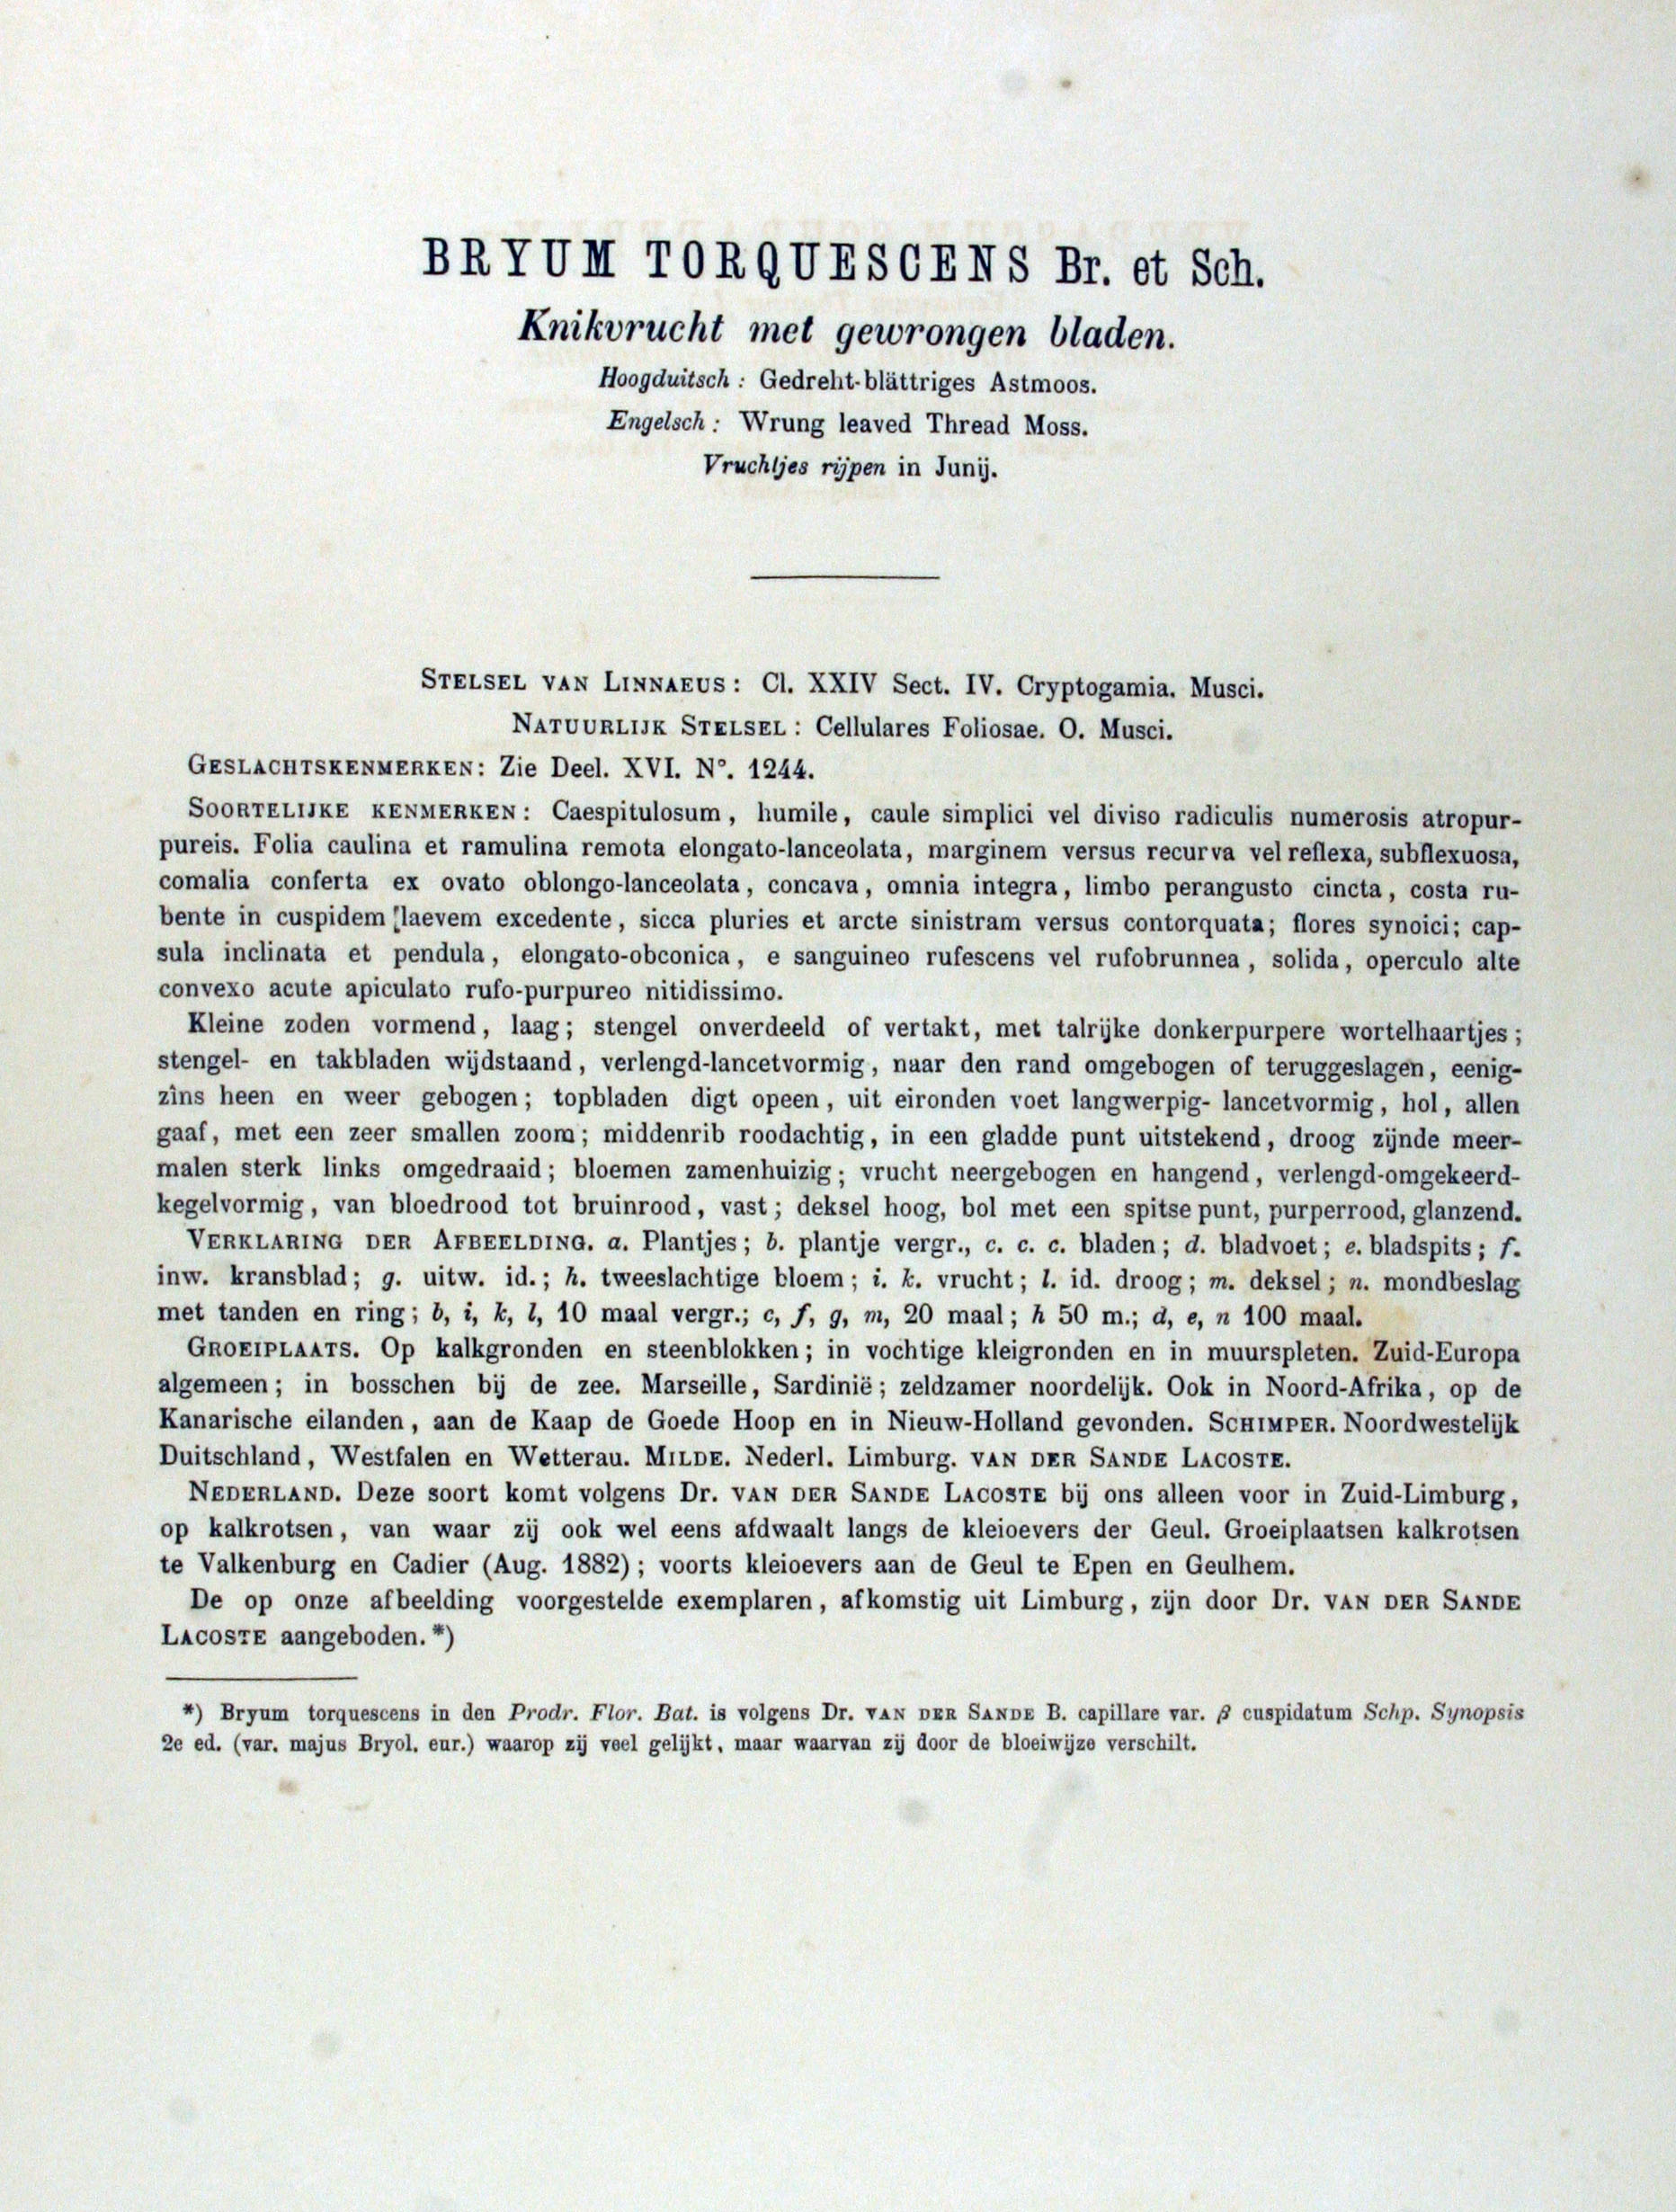 BRYUM TORQUESCENS Br. et Sch.
Knikvrucht met gewrongen bladen.
Hoogduitsch: Gedreht-blättriges Astmoos.
Engelsch: Wrung leaved Thread Moss.
Vruchtjes rijpen in Junij.
STELSEL VAN LINNAEUS: Cl. XXIV Sect. IV. Cryptogamia. Musci.
NATUURLIJK STELSEL: Cellulares Foliosae. O. Musci.
GESLACHTSKENMERKEN: Zie Deel. XVI. N°. 1244.
SOORTELIJKE KENMERKEN: Caespitulosum, humile, caule simplici vel diviso radiculis numerosis atropur-
pureis. Folia caulina et ramulina remota elongato-lanceolata, marginem versus recurva vel reflexa, subflexuosa,
comalia conferta ex ovato oblongo-lanceolata, concava, omnia integra, limbo perangusto cincta, costa ru-
bente in cuspidem laevem excedente, sicca pluries et arcte sinistram versus contorquata; flores synoici; cap-
sula inclinata et pendula, elongato-obconica, e sanguineo rufescens vel rufobrunnea, solida, operculo alte
convexo acute apiculato rufo-purpureo nitidissimo.
Kleine zoden vormend, laag; stengel onverdeeld of vertakt, met talrijke donkerpurpere wortelhaartjes;
stengel- en takbladen wijdstaand, verlengd-lancetvormig, naar den rand omgebogen of teruggeslagen, eenig-
zins heen en weer gebogen; topbladen digt opeen, uit eironden voet langwerpig- lancetvormig, hol, allen
gaaf, met een zeer smallen zoom; middenrib roodachtig, in een gladde punt uitstekend, droog zijnde meer-
malen sterk links omgedraaid; bloemen zamenhuizig; vrucht neergebogen en hangend, verlengd-omgekeerd-
kegelvormig, van bloedrood tot bruinrood, vast; deksel hoog, bol met een spitse punt, purperrood, glanzend.
VERKLARING DER AFBEELDING. a. Plantjes; b. plantje vergr., c. c. c. bladen; d. bladvoet; e. bladspits; f.
inw. kransblad; g. uitw. id.; h. tweeslachtige bloem; i. k. vrucht; l. id. droog; m. deksel; n. mondbeslag
met tanden en ring; b, i, k, l, 10 maal vergr.; c, f, g, m, 20 maal; h 50 m.; d, e, n 100 maal.
GROEIPLAATS. Op kalkgronden en steenblokken; in vochtige kleigronden en in muurspleten. Zuid-Europa
algemeen; in bosschen bij de zee. Marseille, Sardinië; zeldzamer noordelijk. Ook in Noord-Afrika, op de
Kanarische eilanden, aan de Kaap de Goede Hoop en in Nieuw-Holland gevonden. SCHIMPER. Noordwestelijk
Duitschland, Westfalen en Wetterau. MILDE. Nederl. Limburg. VAN DER SANDE LACOSTE.
NEDERLAND. Deze soort komt volgens Dr. VAN DER SANDE LACOSTE bij ons alleen voor in Zuid-Limburg,
op kalkrotsen, van waar zij ook wel eens afdwaalt langs de kleioevers der Geul. Groeiplaatsen kalkrotsen
te Valkenburg en Cadier (Aug. 1882); voorts kleioevers aan de Geul te Epen en Geulhem.
De op onze afbeelding voorgestelde exemplaren, afkomstig uit Limburg, zijn door Dr. VAN DER SANDE
LACOSTE aangeboden. *)
*) Bryum torquescens in den Prodr. Flor. Bat. is volgens Dr. VAN DER SANDE B. capillare var. β cuspidatum Schp. Synopsis
2e ed. (var. majus Bryol. eur.) waarop zij veel gelijkt, maar waarvan zij door de bloeiwijze verschilt.